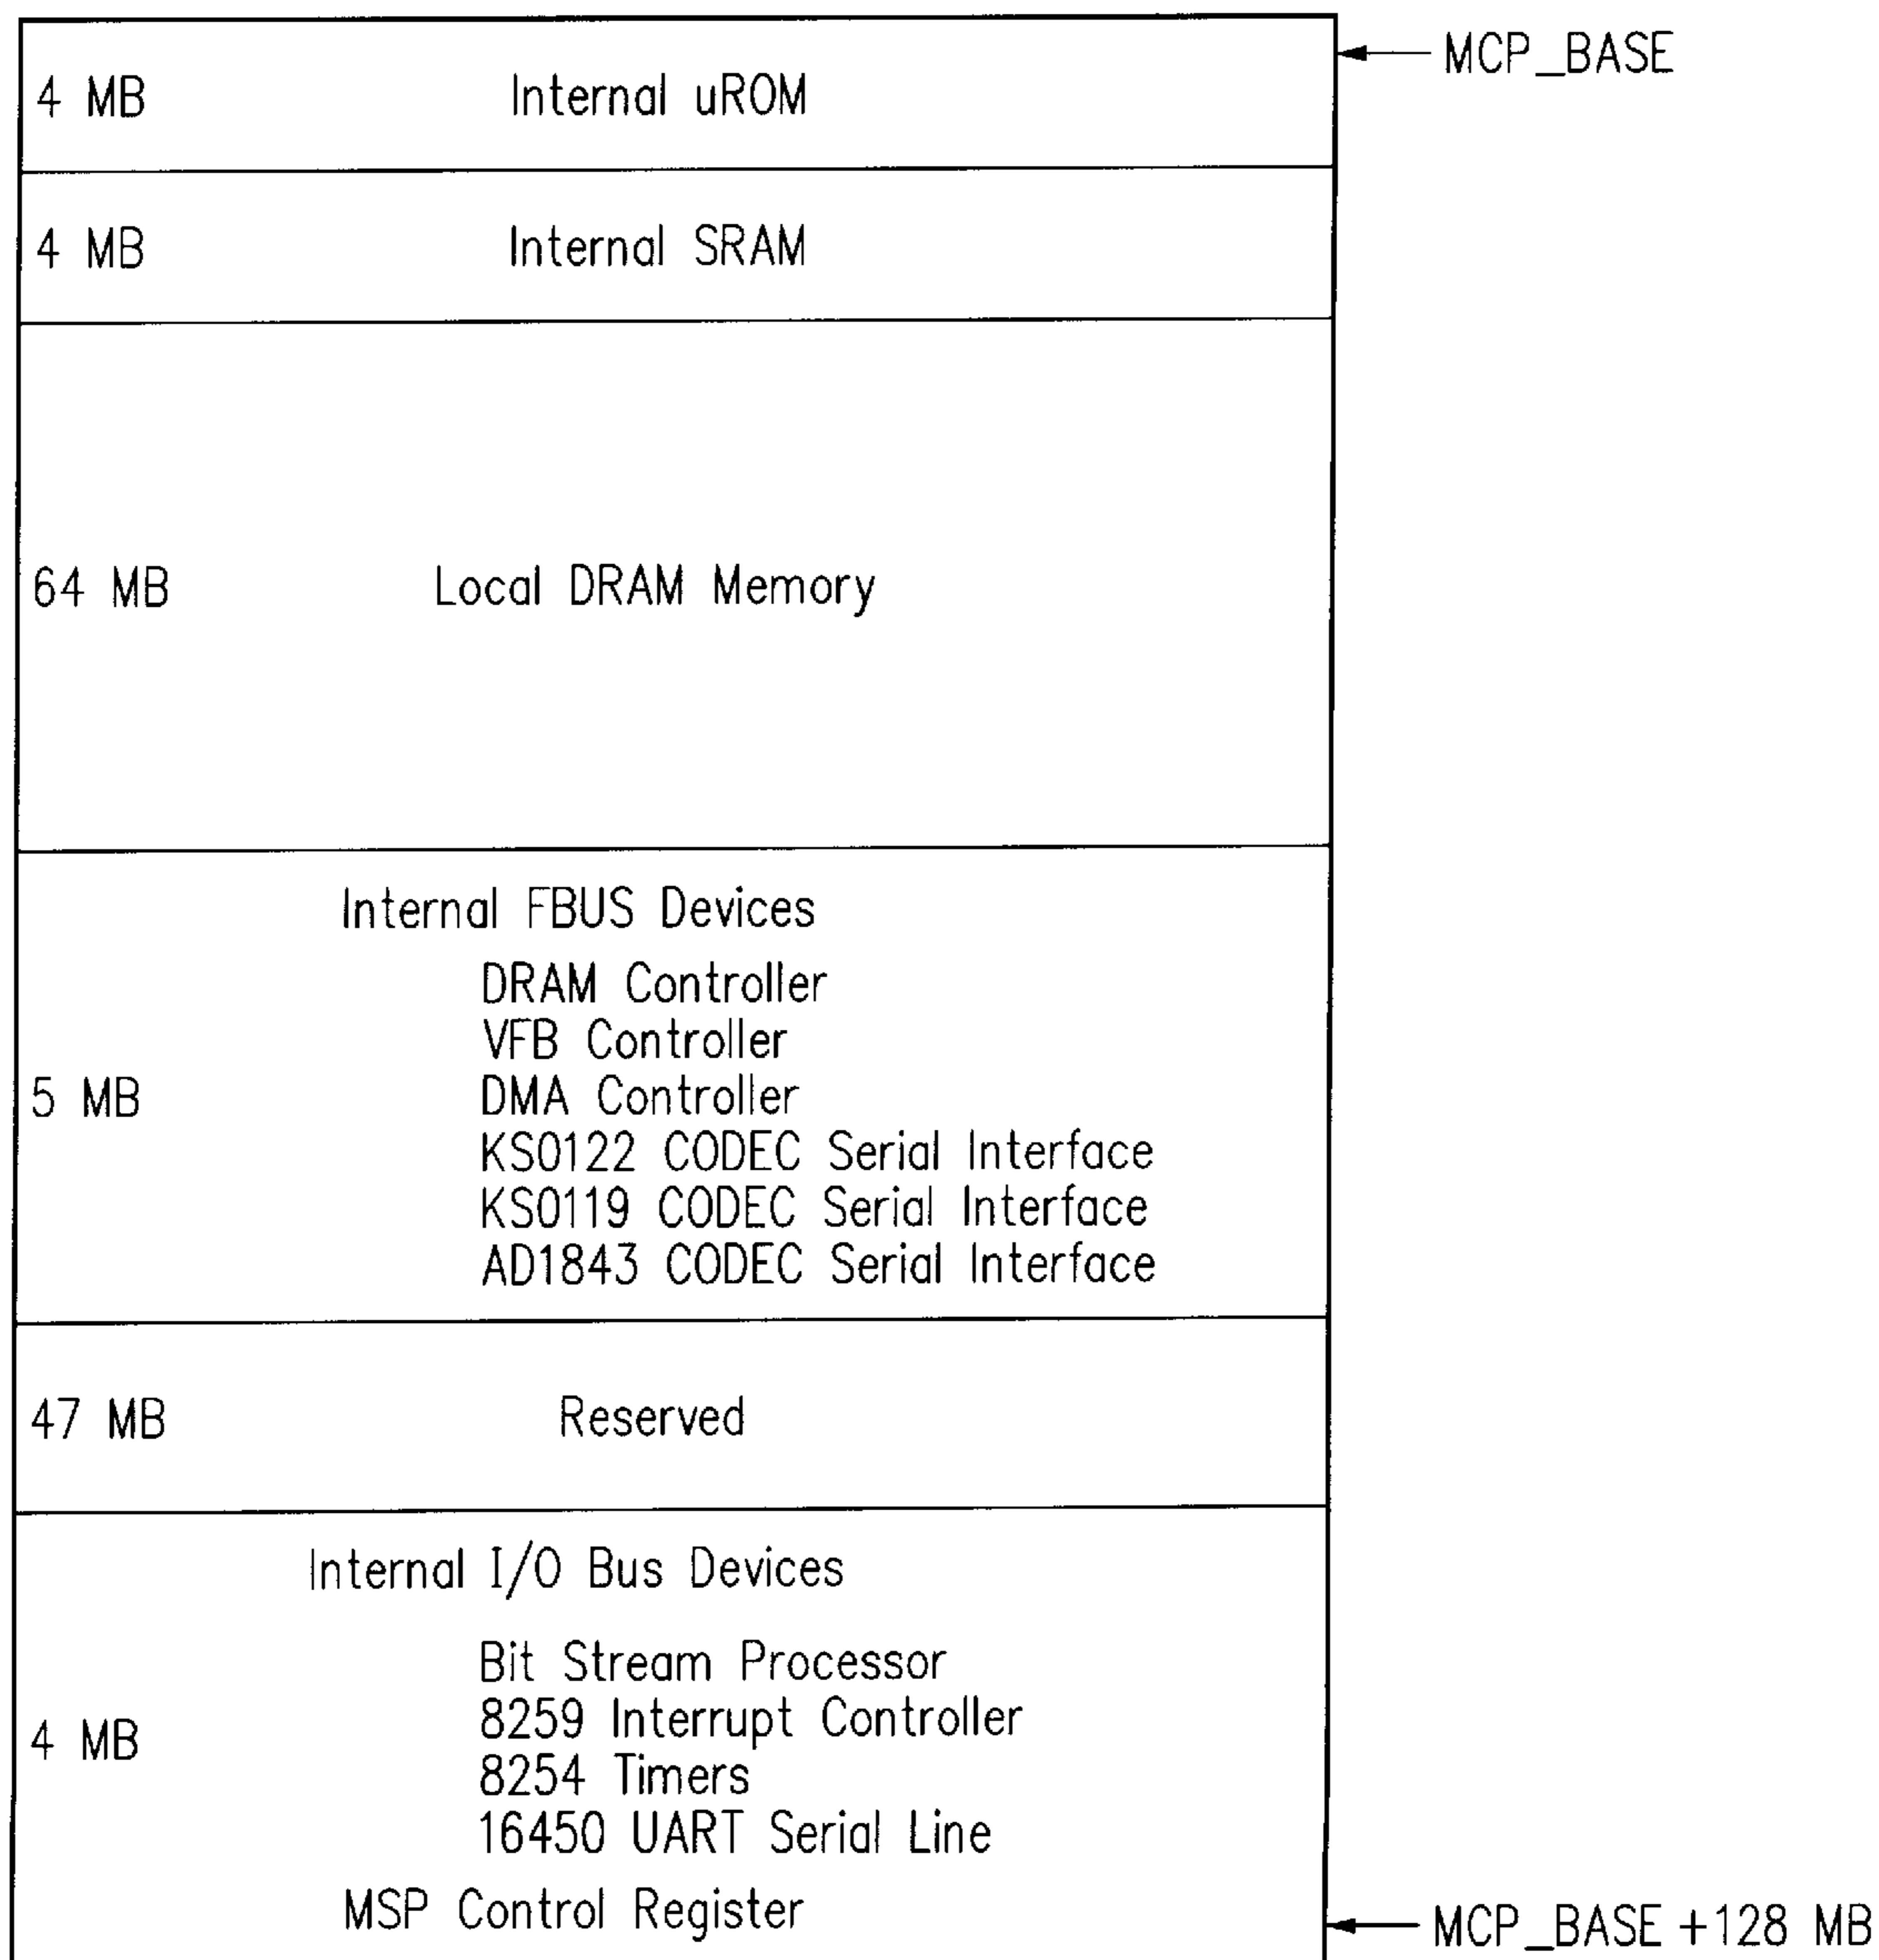 MCP_BASE
4 MB Internal uROM
4 MB Internal SRAM
64 MB Local DRAM Memory
Internal FBUS Devices
DRAM Controller
VFB Controller
DMA Controller
5 MB
KS0122 CODEC Serial Interface
KS0119 CODEC Serial Interface
AD1843 CODEC Serial Interface
47 MB Reserved
Internal I/O Bus Devices
Bit Stream Processor
8259 Interrupt Controller
4 MB
8254 Timers
16450 UART Serial Line
MSP Control Register
MCP_BASE +128 MB